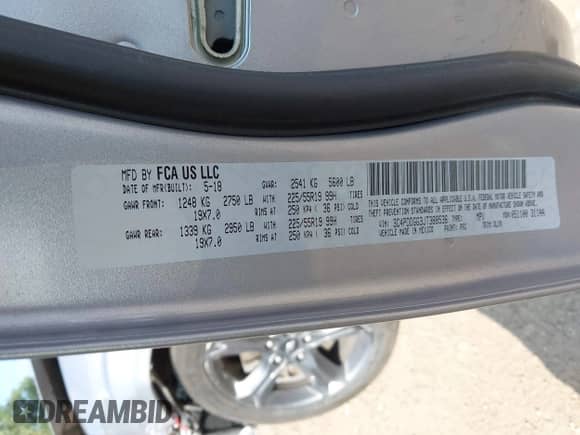 MFD BY FCA US LLC
DATE OF MFR(BUILT): 5-18 GVWR: 2541 KG 5600 LB
GAWR FRONT: 1248 KG 2750 LB 225/55R19 99H TIRES
19X7.0 RIMS AT 250 KPA ( 36 PSI) COLD
GAWR REAR: 1339 KG 2950 LB 225/55R19 99H TIRES
19X7.0 RIMS AT 250 KPA ( 36 PSI) COLD
THIS VEHICLE CONFORMS TO ALL APPLICABLE U.S.A. FEDERAL MOTOR VEHICLE SAFETY AND
THEFT PREVENTION STANDARDS IN EFFECT ON THE DATE OF MANUFACTURE SHOWN ABOVE.
VIN: TYPE: MPV
MADE IN MEXICO PAINT:
DREAMBID